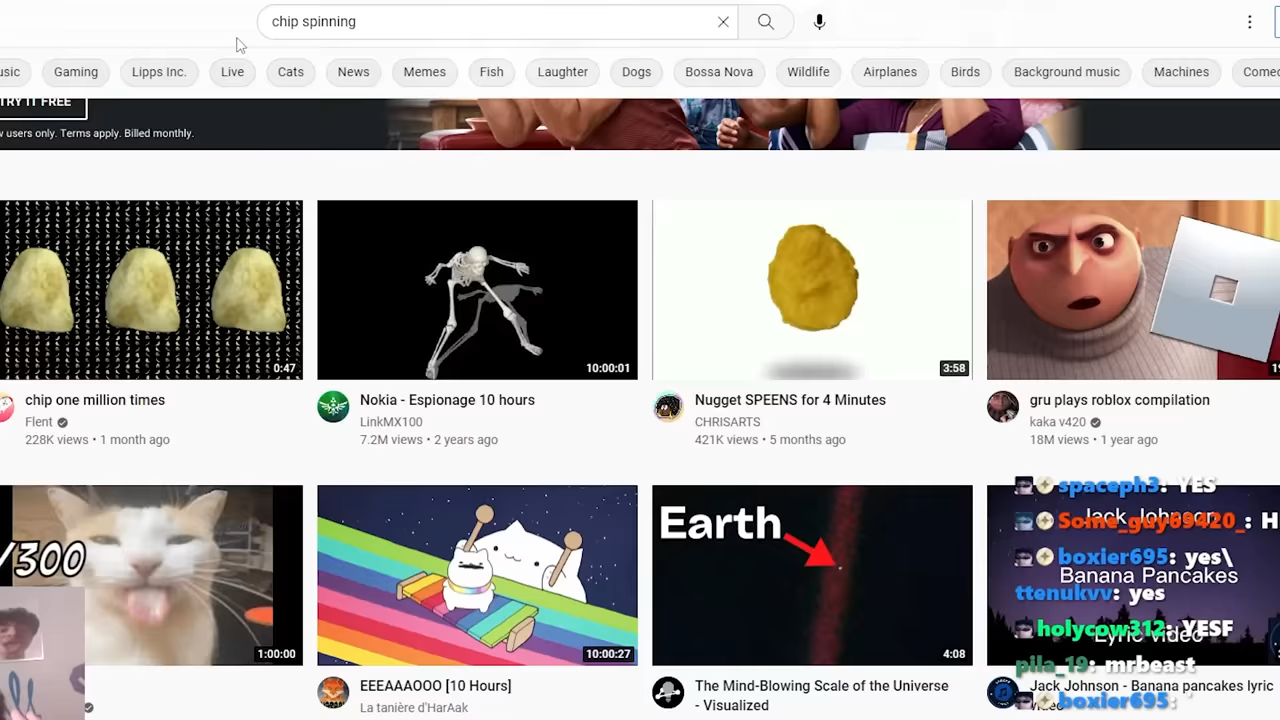 chip spinning
usic Gaming Lipps Inc. Live Cats News Memes Fish Laughter Dogs Bossa Nova Wildlife Airplanes Birds Background music Machines Comed
TRY IT FREE
w users only. Terms apply. Billed monthly.
0:47
10:00:01
3:58
chip one million times
Flent
228K views • 1 month ago
Nokia - Espionage 10 hours
LinkMX100
7.2M views • 2 years ago
Nugget SPEENS for 4 Minutes
CHRISARTS
421K views • 5 months ago
gru plays roblox compilation
kaka v420
18M views • 1 year ago
/300
1:00:00
10:00:27
Earth
4:08
Jack Johnson
Banana Pancakes
Lyric Video
spaceph3: YES
Some_guy69420_: H
boxier695: yes\
ttenukvv: yes
holycow312: YESF
pila_19: mrbeast
boxier695:
EEEAAAOOO [10 Hours]
La tanière d'HarAak
The Mind-Blowing Scale of the Universe
- Visualized
Jack Johnson - Banana pancakes lyric